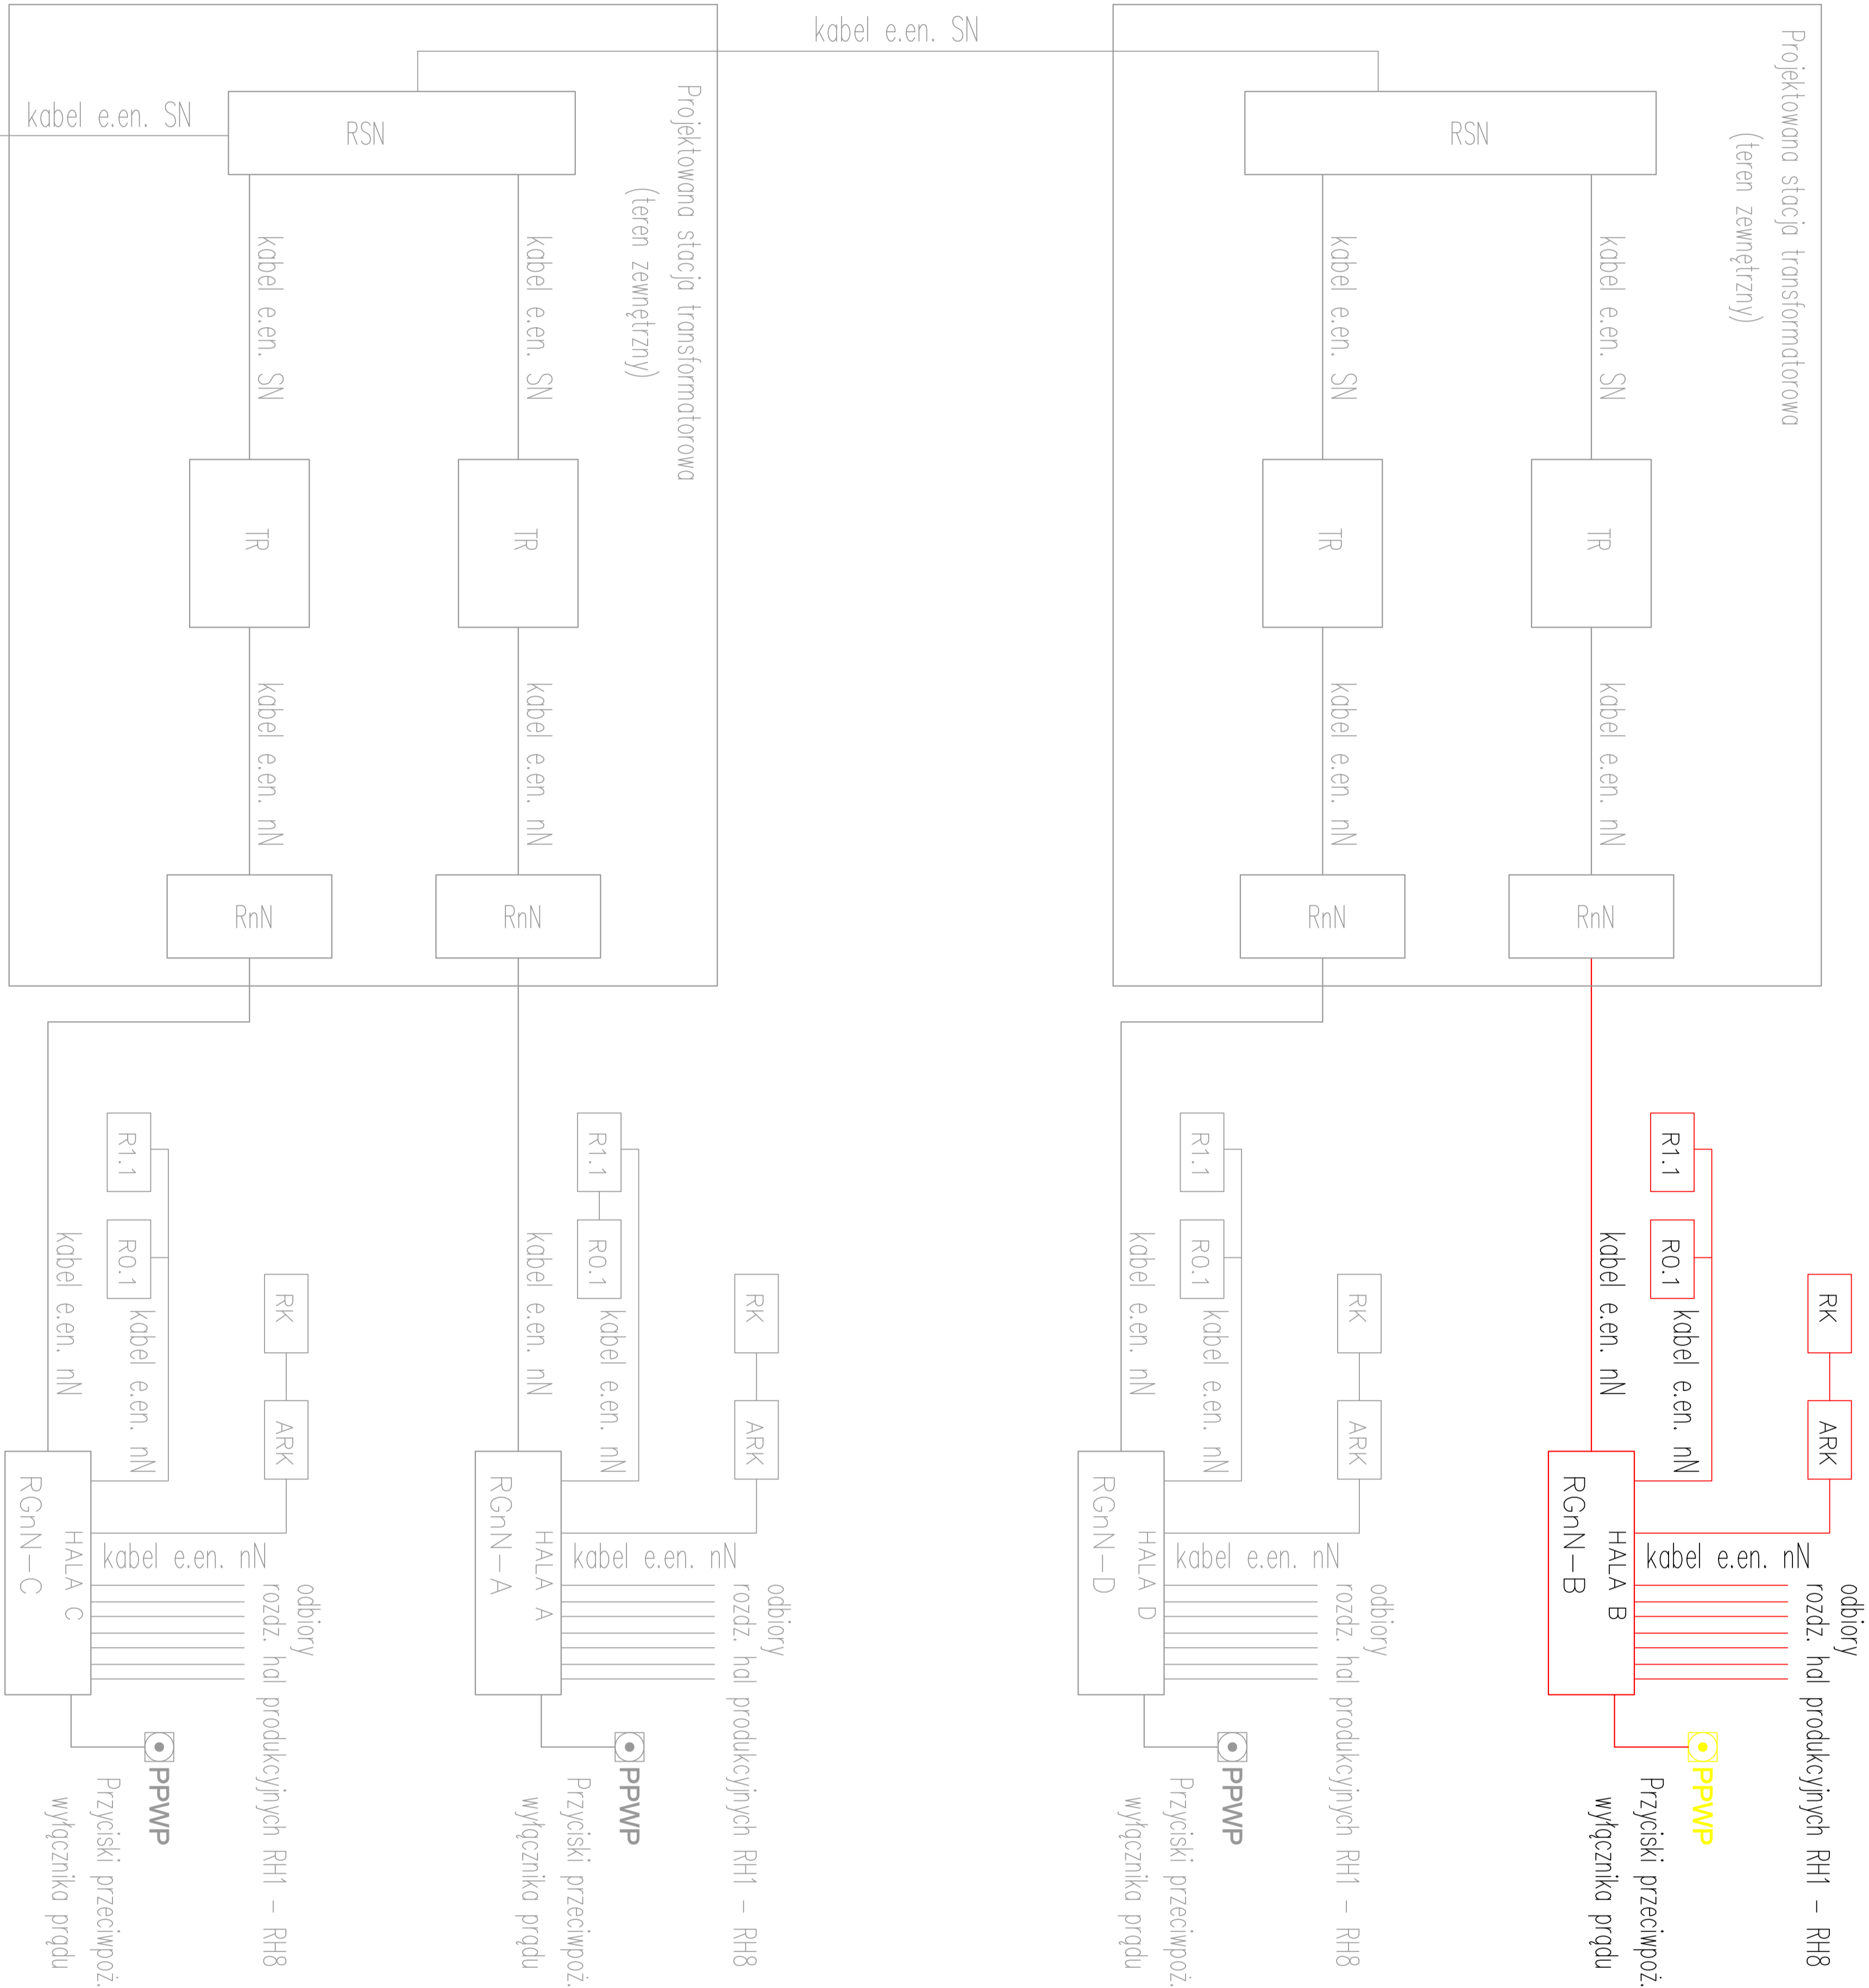 kabel e.en. SN
kabel e.en. SN
RSN
RSN
Projektowana stacja transformatorowa
(teren zewnętrzny)
Projektowana stacja transformatorowa
(teren zewnętrzny)
kabel e.en. SN
kabel e.en. SN
kabel e.en. SN
kabel e.en. SN
TR
TR
TR
TR
kabel e.en. nN
kabel e.en. nN
kabel e.en. nN
kabel e.en. nN
RnN
RnN
RnN
RnN
R1.1
R0.1
kabel e.en. nN
kabel e.en. nN
RK
ARK
RGnN-C
HALA C
kabel e.en. nN
odbiory
rozdz. hal produkcyjnych RH1 - RH8
PPWP
Przyciski przeciwpoż.
wyłącznika prądu
R1.1
R0.1
kabel e.en. nN
kabel e.en. nN
RK
ARK
RGnN-A
HALA A
kabel e.en. nN
odbiory
rozdz. hal produkcyjnych RH1 - RH8
PPWP
Przyciski przeciwpoż.
wyłącznika prądu
R1.1
R0.1
kabel e.en. nN
kabel e.en. nN
RK
ARK
RGnN-D
HALA D
kabel e.en. nN
odbiory
rozdz. hal produkcyjnych RH1 - RH8
PPWP
Przyciski przeciwpoż.
wyłącznika prądu
R1.1
R0.1
kabel e.en. nN
kabel e.en. nN
RK
ARK
RGnN-B
HALA B
kabel e.en. nN
odbiory
rozdz. hal produkcyjnych RH1 - RH8
PPWP
Przyciski przeciwpoż.
wyłącznika prądu